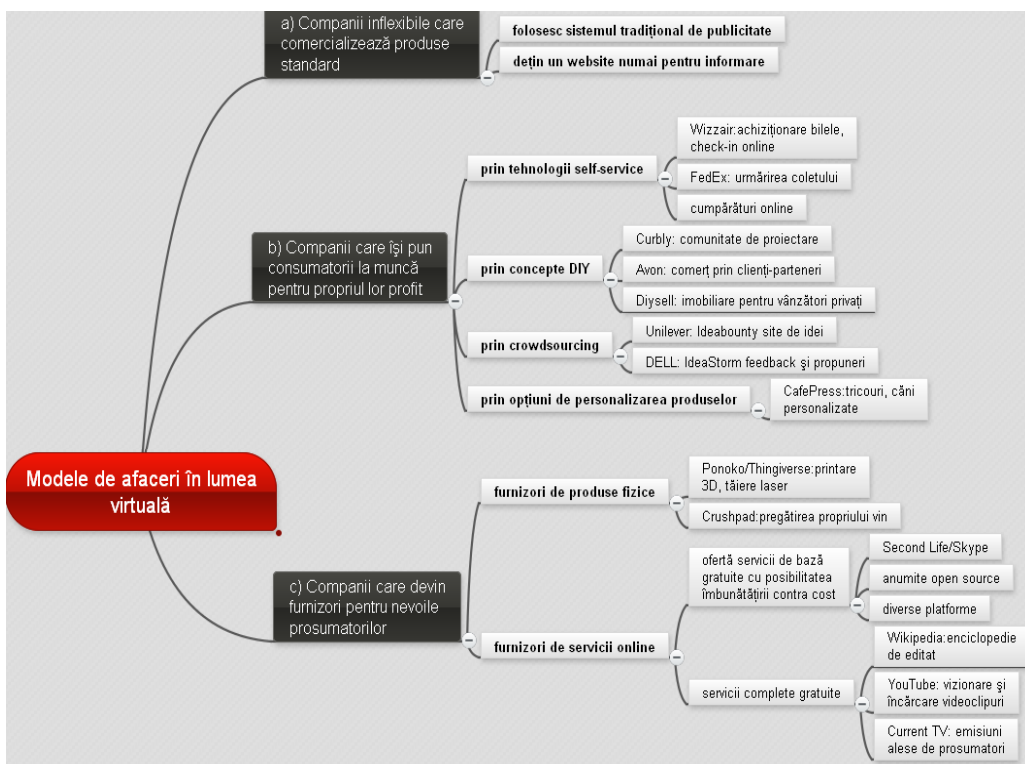 a) Companii inflexibile care
comercializează produse
standard
folosesc sistemul tradițional de publicitate
dețin un website numai pentru informare
b) Companii care își pun
consumatorii la muncă
pentru propriul lor profit
prin tehnologii self-service
Wizzair:achiziționare bilele,
check-in online
FedEx: urmărirea coletului
cumpărături online
prin concepte DIY
Curbly: comunitate de proiectare
Avon: comerț prin clienți-parteneri
Diysell: imobiliare pentru vânzători privați
prin crowdsourcing
Unilever: Ideabounty site de idei
DELL: IdeaStorm feedback și propuneri
prin opțiuni de personalizarea produselor
CafePress:tricouri, căni
personalizate
Modele de afaceri în lumea
virtuală
c) Companii care devin
furnizori pentru nevoile
prosumatorilor
furnizori de produse fizice
Ponoko/Thingiverse:printare
3D, tăiere laser
Crushpad:pregătirea propriului vin
furnizori de servicii online
ofertă servicii de bază
gratuite cu posibilitatea
îmbunătățirii contra cost
Second Life/Skype
anumite open source
diverse platforme
servicii complete gratuite
Wikipedia:enciclopedie
de editat
YouTube: vizionare și
încărcare videoclipuri
Current TV: emisiuni
alese de prosumatori